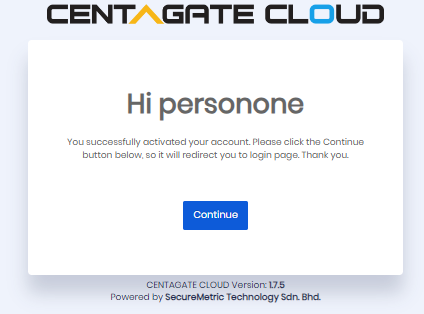 CENTAGATE CLOUD
Hi personone
You successfully activated your account. Please click the Continue
button below, so it will redirect you to login page. Thank you.
Continue
CENTAGATE CLOUD Version: 1.7.5
Powered by SecureMetric Technology Sdn. Bhd.